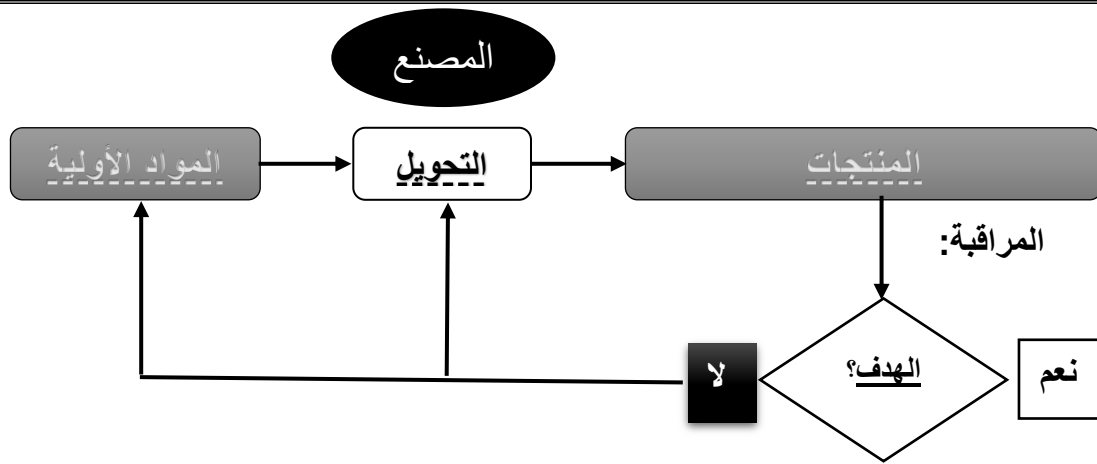 المصنع
المواد الأولية
التحويل
المنتجات
المراقبة:
الهدف؟
نعم
لا